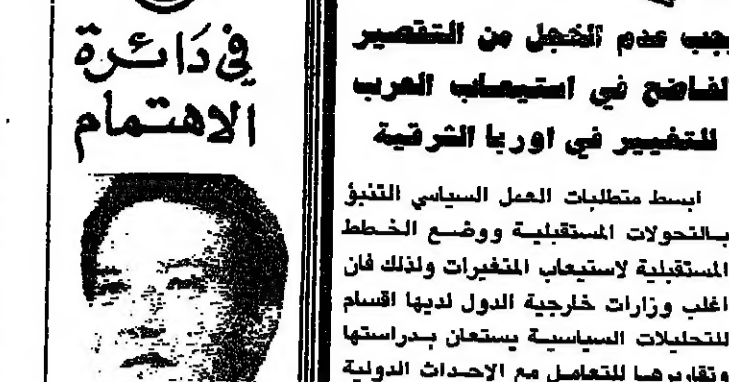 في دَائرة
الاهتمام
يجب عدم الخجل من التقصير
الفاضح في استيعاب العرب
للتغيير في اوربا الشرقية
ابسط متطلبات العمل السياسي التنبؤ
بالتحولات المستقبلية ووضع الخطط
المستقبلية لاستيعاب المتغيرات ولذلك فان
اغلب وزارات خارجية الدول لديها اقسام
للتحليلات السياسية يستعان بدراستها
وتقاريرها للتعامل مع الاحداث الدولية